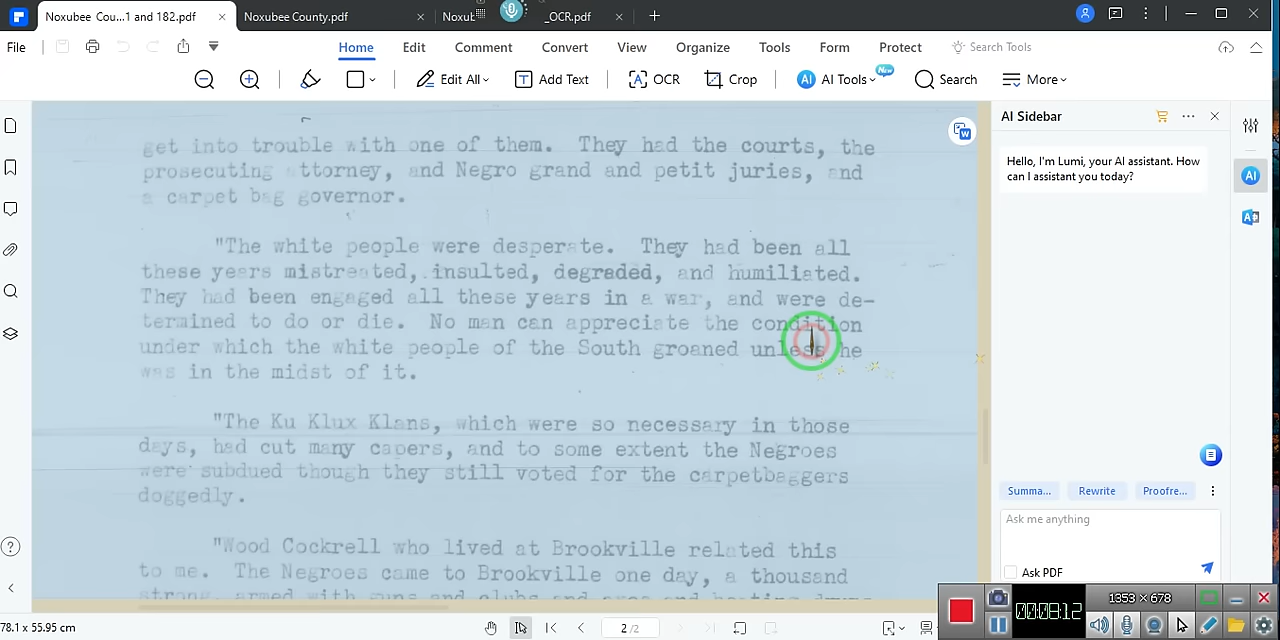 Noxubee Cou...1 and 182.pdf
Noxubee County.pdf
_OCR.pdf
File
Home
Edit
Comment
Convert
View
Organize
Tools
Form
Protect
Search Tools
Edit All
Add Text
OCR
Crop
AI Tools
New
Search
More
get into trouble with one of them. They had the courts, the
prosecuting attorney, and Negro grand and petit juries, and
a carpet bag governor.
"The white people were desperate. They had been all
these years mistreated, insulted, degraded, and humiliated.
They had been engaged all these years in a war, and were de-
termined to do or die. No man can appreciate the condition
under which the white people of the South groaned unless he
was in the midst of it.
"The Ku Klux Klans, which were so necessary in those
days, had cut many capers, and to some extent the Negroes
were subdued though they still voted for the carpetbaggers
doggedly.
"Wood Cockrell who lived at Brookville related this
to me. The Negroes came to Brookville one day, a thousand
strong, armed with guns and clubs and
AI Sidebar
Hello, I'm Lumi, your AI assistant. How
can I assistant you today?
Summa...
Rewrite
Proofre...
Ask me anything
Ask PDF
78.1 x 55.95 cm
2 /2
00:08:12
1353 × 678